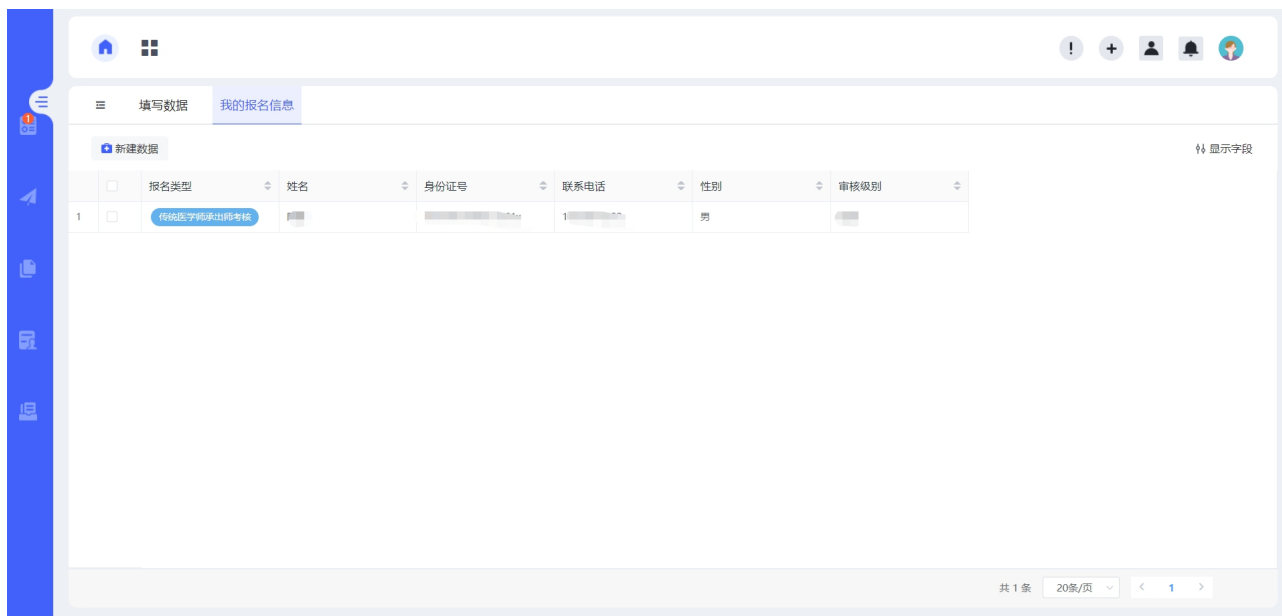 填写数据 我的报名信息
1
新建数据 显示字段
报名类型 姓名 身份证号 联系电话 性别 审核级别
1 传统医学师承出师考核 1 男
共 1 条 20条/页 1